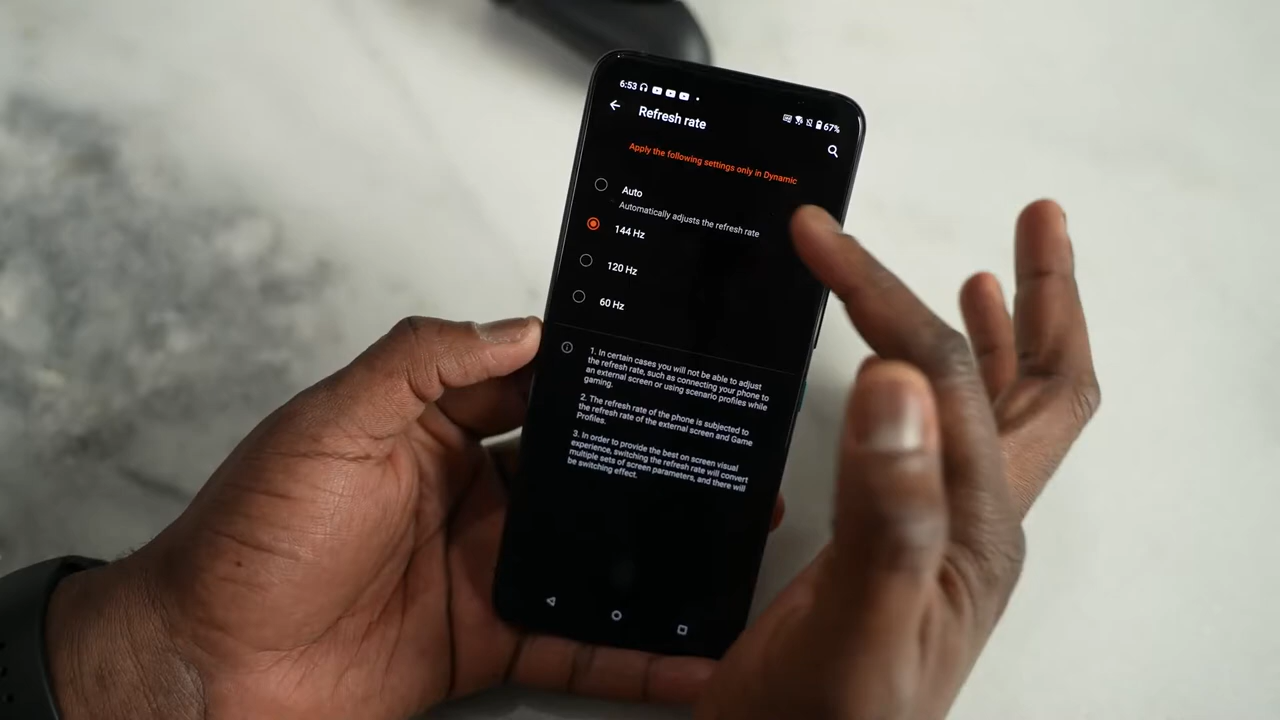 6:53
67%
Refresh rate
Apply the following settings only in Dynamic
Auto
Automatically adjusts the refresh rate
144 Hz
120 Hz
60 Hz
1. In certain cases you will not be able to adjust
the refresh rate, such as connecting your phone to
an external screen or using scenario profiles while
gaming.
2. The refresh rate of the phone is subjected to
the refresh rate of the external screen and Game
Profiles.
3. In order to provide the best on screen visual
experience, switching the refresh rate will convert
multiple sets of screen parameters, and there will
be switching effect.